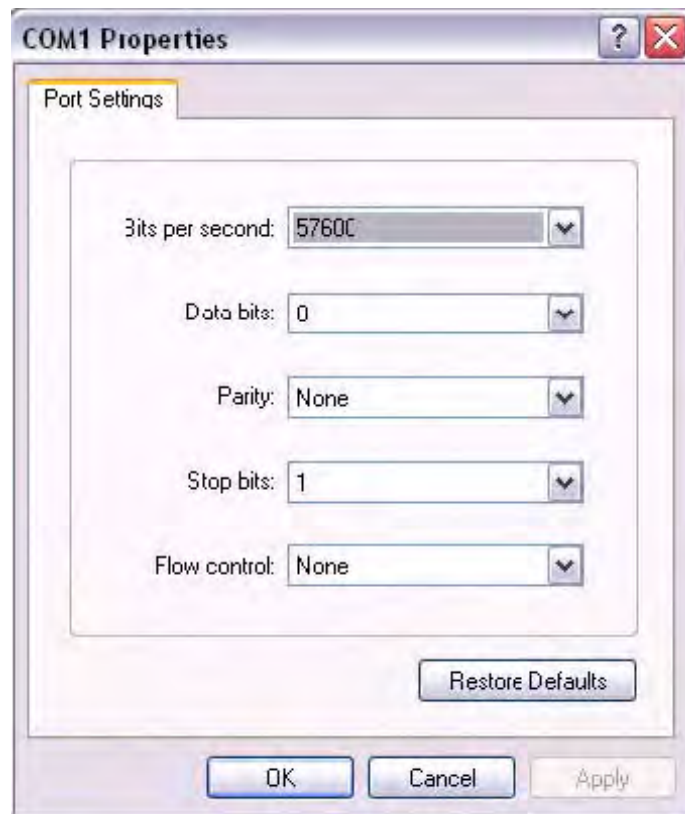 COM1 Properties
Port Settings
Bits per second: 57600
Data bits: 0
Parity: None
Stop bits: 1
Flow control: None
Restore Defaults
OK
Cancel
Apply